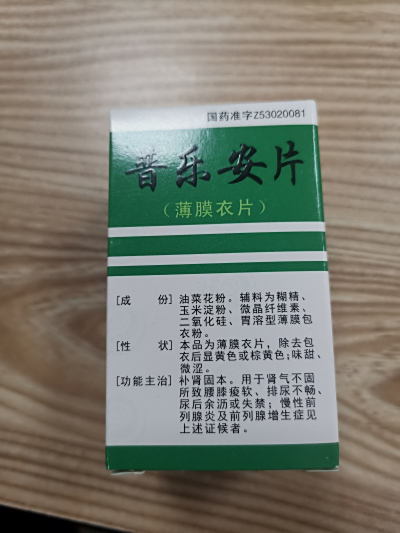 国药准字Z53020081
普乐安片
（薄膜衣片）
[成 份] 油菜花粉。辅料为糊精、
玉米淀粉、微晶纤维素、
二氧化硅、胃溶型薄膜包
衣粉。
[性 状] 本品为薄膜衣片，除去包
衣后显黄色或棕黄色;味甜、
微涩。
[功能主治] 补肾固本。用于肾气不固
所致腰膝痠软、排尿不畅、
尿后余沥或失禁；慢性前
列腺炎及前列腺增生症见
上述证候者。